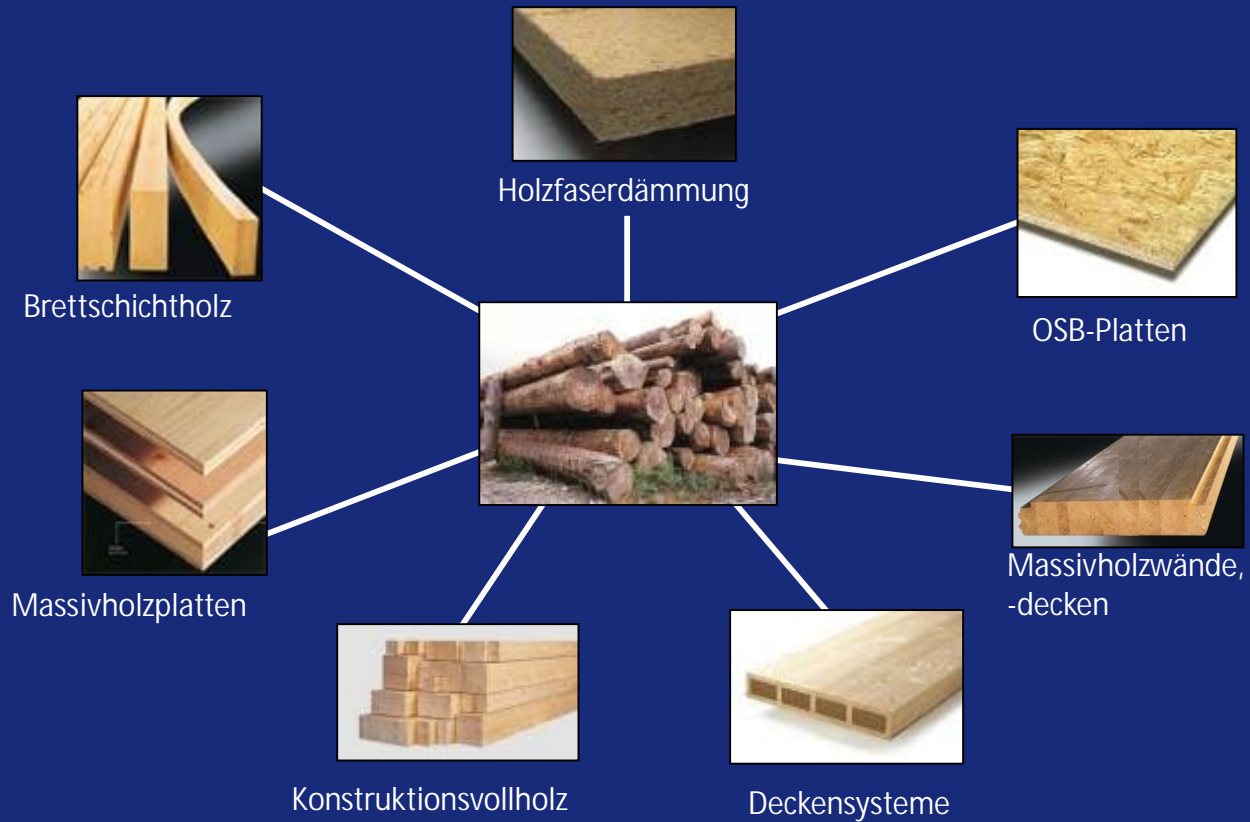 Holzfaserdämmung
Brettschichtholz
OSB-Platten
Massivholzplatten
Massivholzwände,
-decken
Konstruktionsvollholz
Deckensysteme